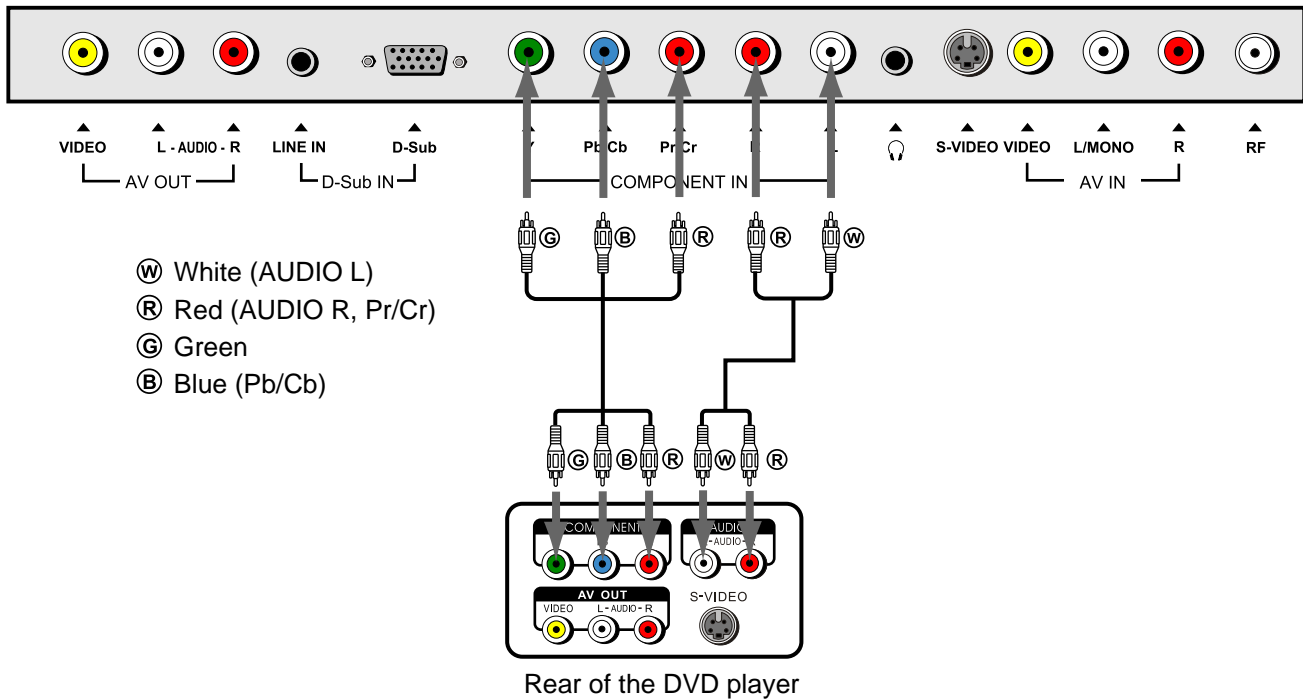 VIDEO L - AUDIO - R LINE IN D-Sub Pb/Cb Pr/Cr S-VIDEO VIDEO L/MONO R RF
AV OUT D-Sub IN COMPONENT IN AV IN
G B R R W
W White (AUDIO L)
R Red (AUDIO R, Pr/Cr)
G Green
B Blue (Pb/Cb)
G B R W R
COMPONENT AUDIO
- AUDIO -
AV OUT S-VIDEO
VIDEO L - AUDIO - R
Rear of the DVD player